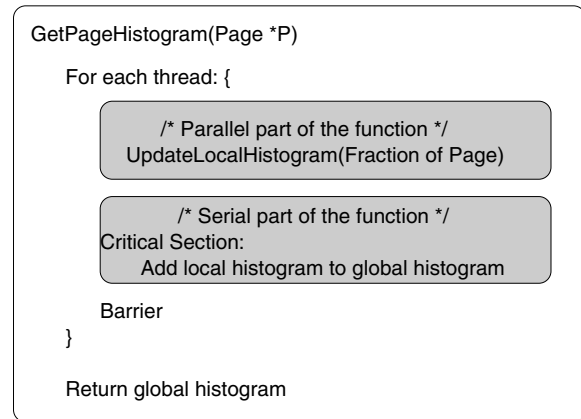 GetPageHistogram(Page *P)
For each thread: {
/* Parallel part of the function */
UpdateLocalHistogram(Fraction of Page)
/* Serial part of the function */
Critical Section:
Add local histogram to global histogram
Barrier
}
Return global histogram